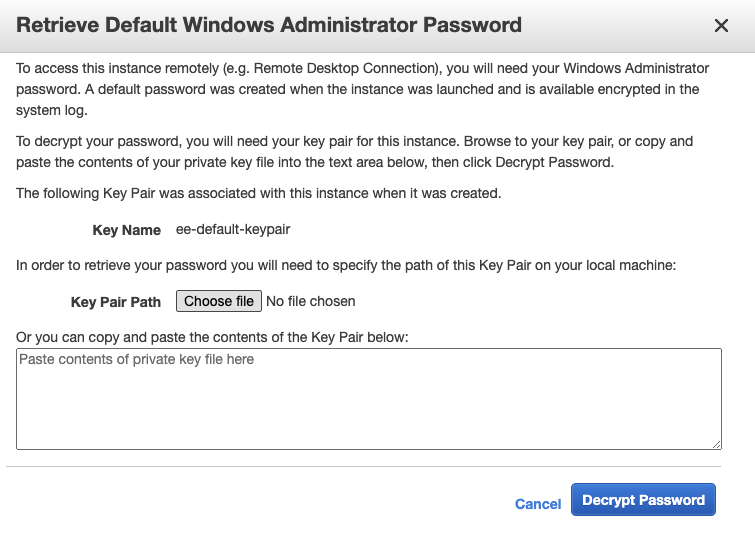 Retrieve Default Windows Administrator Password
To access this instance remotely (e.g. Remote Desktop Connection), you will need your Windows Administrator
password. A default password was created when the instance was launched and is available encrypted in the
system log.
To decrypt your password, you will need your key pair for this instance. Browse to your key pair, or copy and
paste the contents of your private key file into the text area below, then click Decrypt Password.
The following Key Pair was associated with this instance when it was created.
Key Name ee-default-keypair
In order to retrieve your password you will need to specify the path of this Key Pair on your local machine:
Key Pair Path Choose file No file chosen
Or you can copy and paste the contents of the Key Pair below:
Paste contents of private key file here
Cancel Decrypt Password